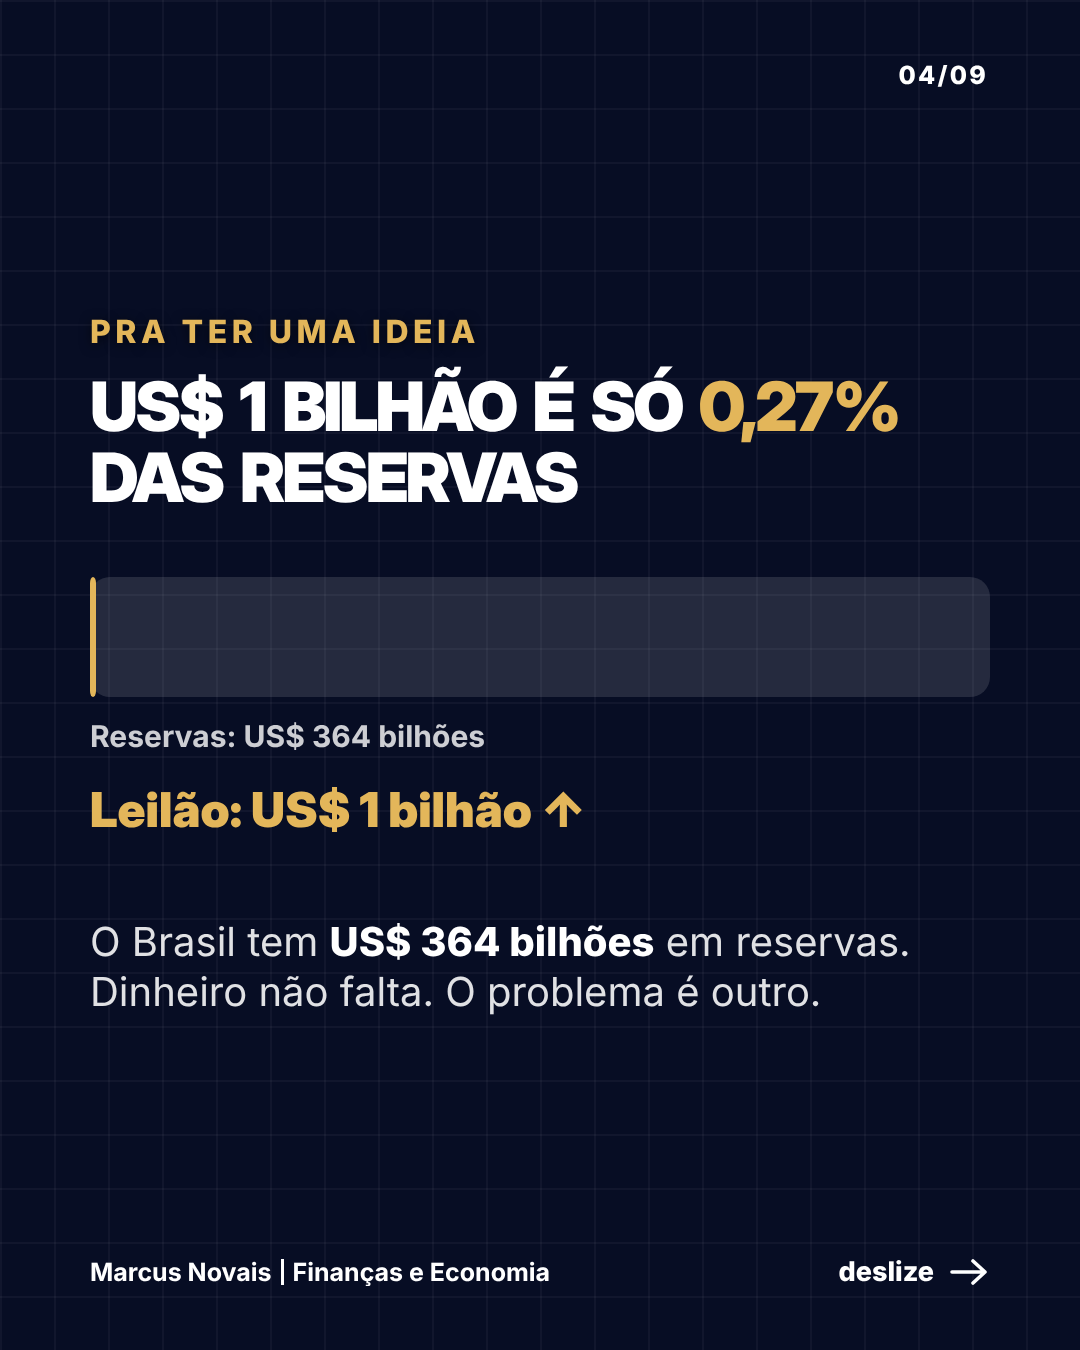 04/09
PRA TER UMA IDEIA
US$ 1 BILHÃO É SÓ 0,27%
DAS RESERVAS
Reservas: US$ 364 bilhões
Leilão: US$ 1 bilhão ↑
O Brasil tem US$ 364 bilhões em reservas.
Dinheiro não falta. O problema é outro.
Marcus Novais | Finanças e Economia
deslize →